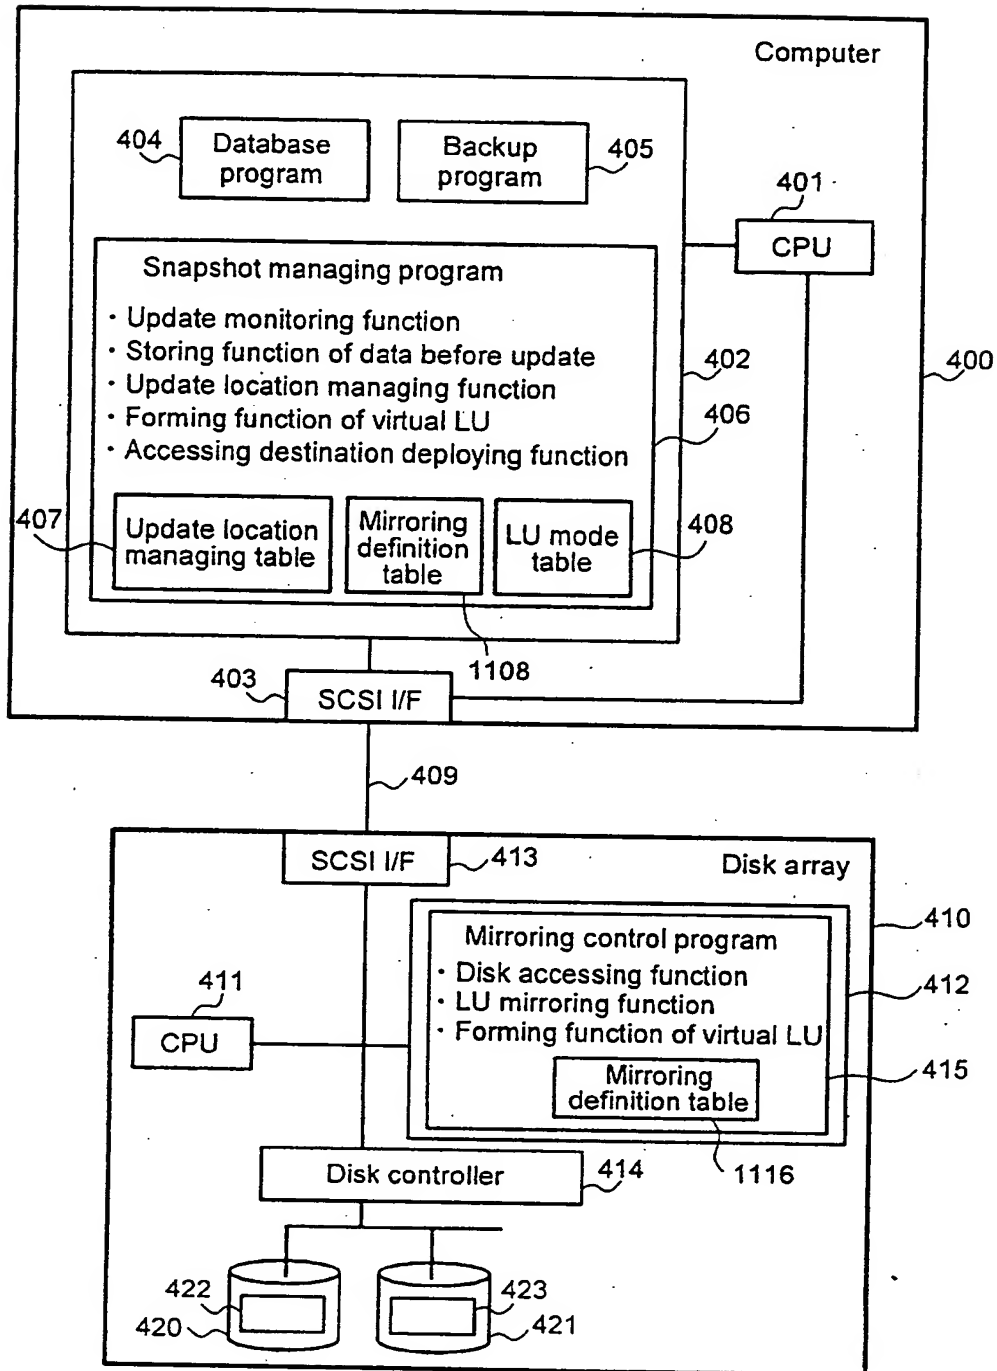 Computer
404
Database
program
Backup
program
405
401
CPU
Snapshot managing program
· Update monitoring function
· Storing function of data before update
· Update location managing function
· Forming function of virtual LU
· Accessing destination deploying function
402
400
406
407
Update location
managing table
Mirroring
definition
table
LU mode
table
408
1108
403
SCSI I/F
409
SCSI I/F
413
Disk array
410
Mirroring control program
· Disk accessing function
· LU mirroring function
· Forming function of virtual LU
412
411
CPU
415
Mirroring
definition table
1116
Disk controller
414
422
420
423
421